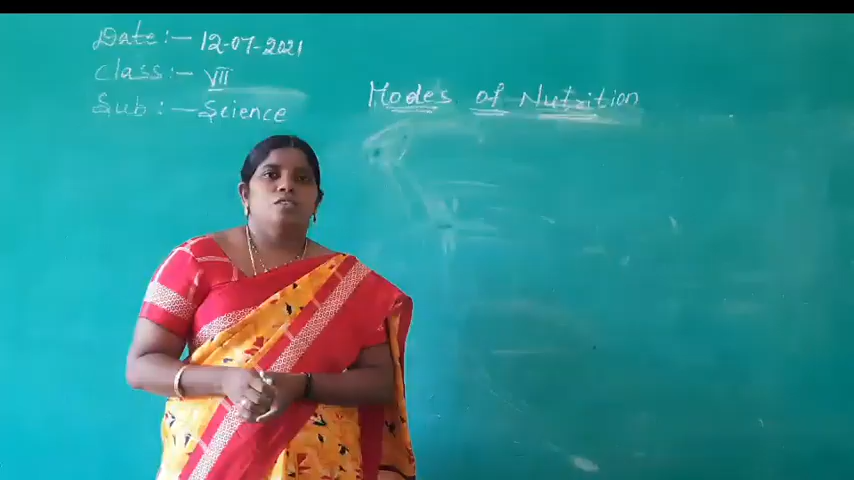 Date:- 12-07-2021
Class:- VII
Sub:- Science
Modes of Nutrition